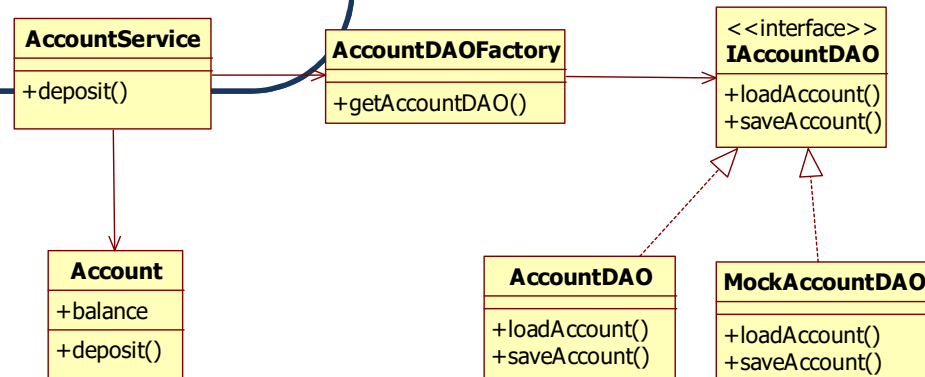 AccountService
+deposit()
AccountDAOFactory
+getAccountDAO()
<<interface>>
IAccountDAO
+loadAccount()
+saveAccount()
Account
+balance
+deposit()
AccountDAO
+loadAccount()
+saveAccount()
MockAccountDAO
+loadAccount()
+saveAccount()